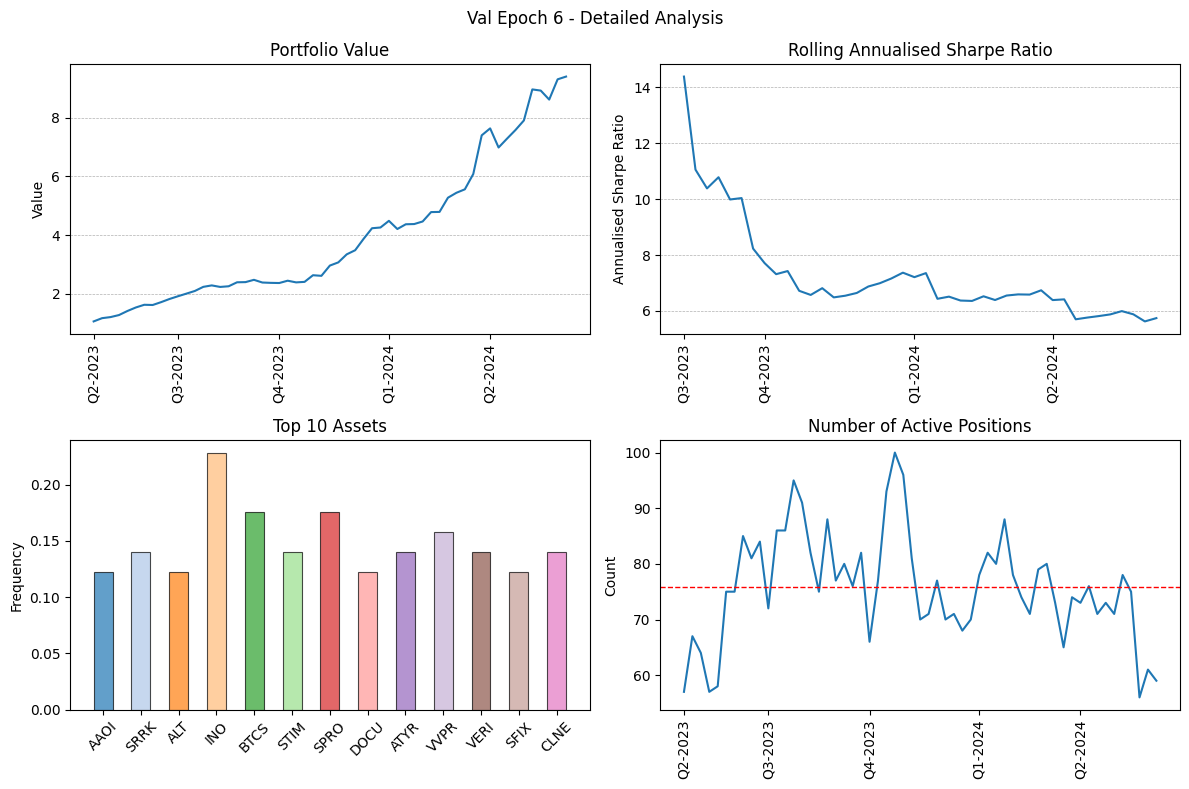 Val Epoch 6 - Detailed Analysis
Portfolio Value
Value
8
6
4
2
Q2-2023
Q3-2023
Q4-2023
Q1-2024
Q2-2024
Rolling Annualised Sharpe Ratio
Annualised Sharpe Ratio
14
12
10
8
6
Q3-2023
Q4-2023
Q1-2024
Q2-2024
Top 10 Assets
Frequency
0.20
0.15
0.10
0.05
0.00
AAOI
SRRK
ALT
INO
BTCS
STIM
SPRO
DOCU
ATYR
VVPR
VERI
SFIX
CLNE
Number of Active Positions
Count
100
90
80
70
60
Q2-2023
Q3-2023
Q4-2023
Q1-2024
Q2-2024